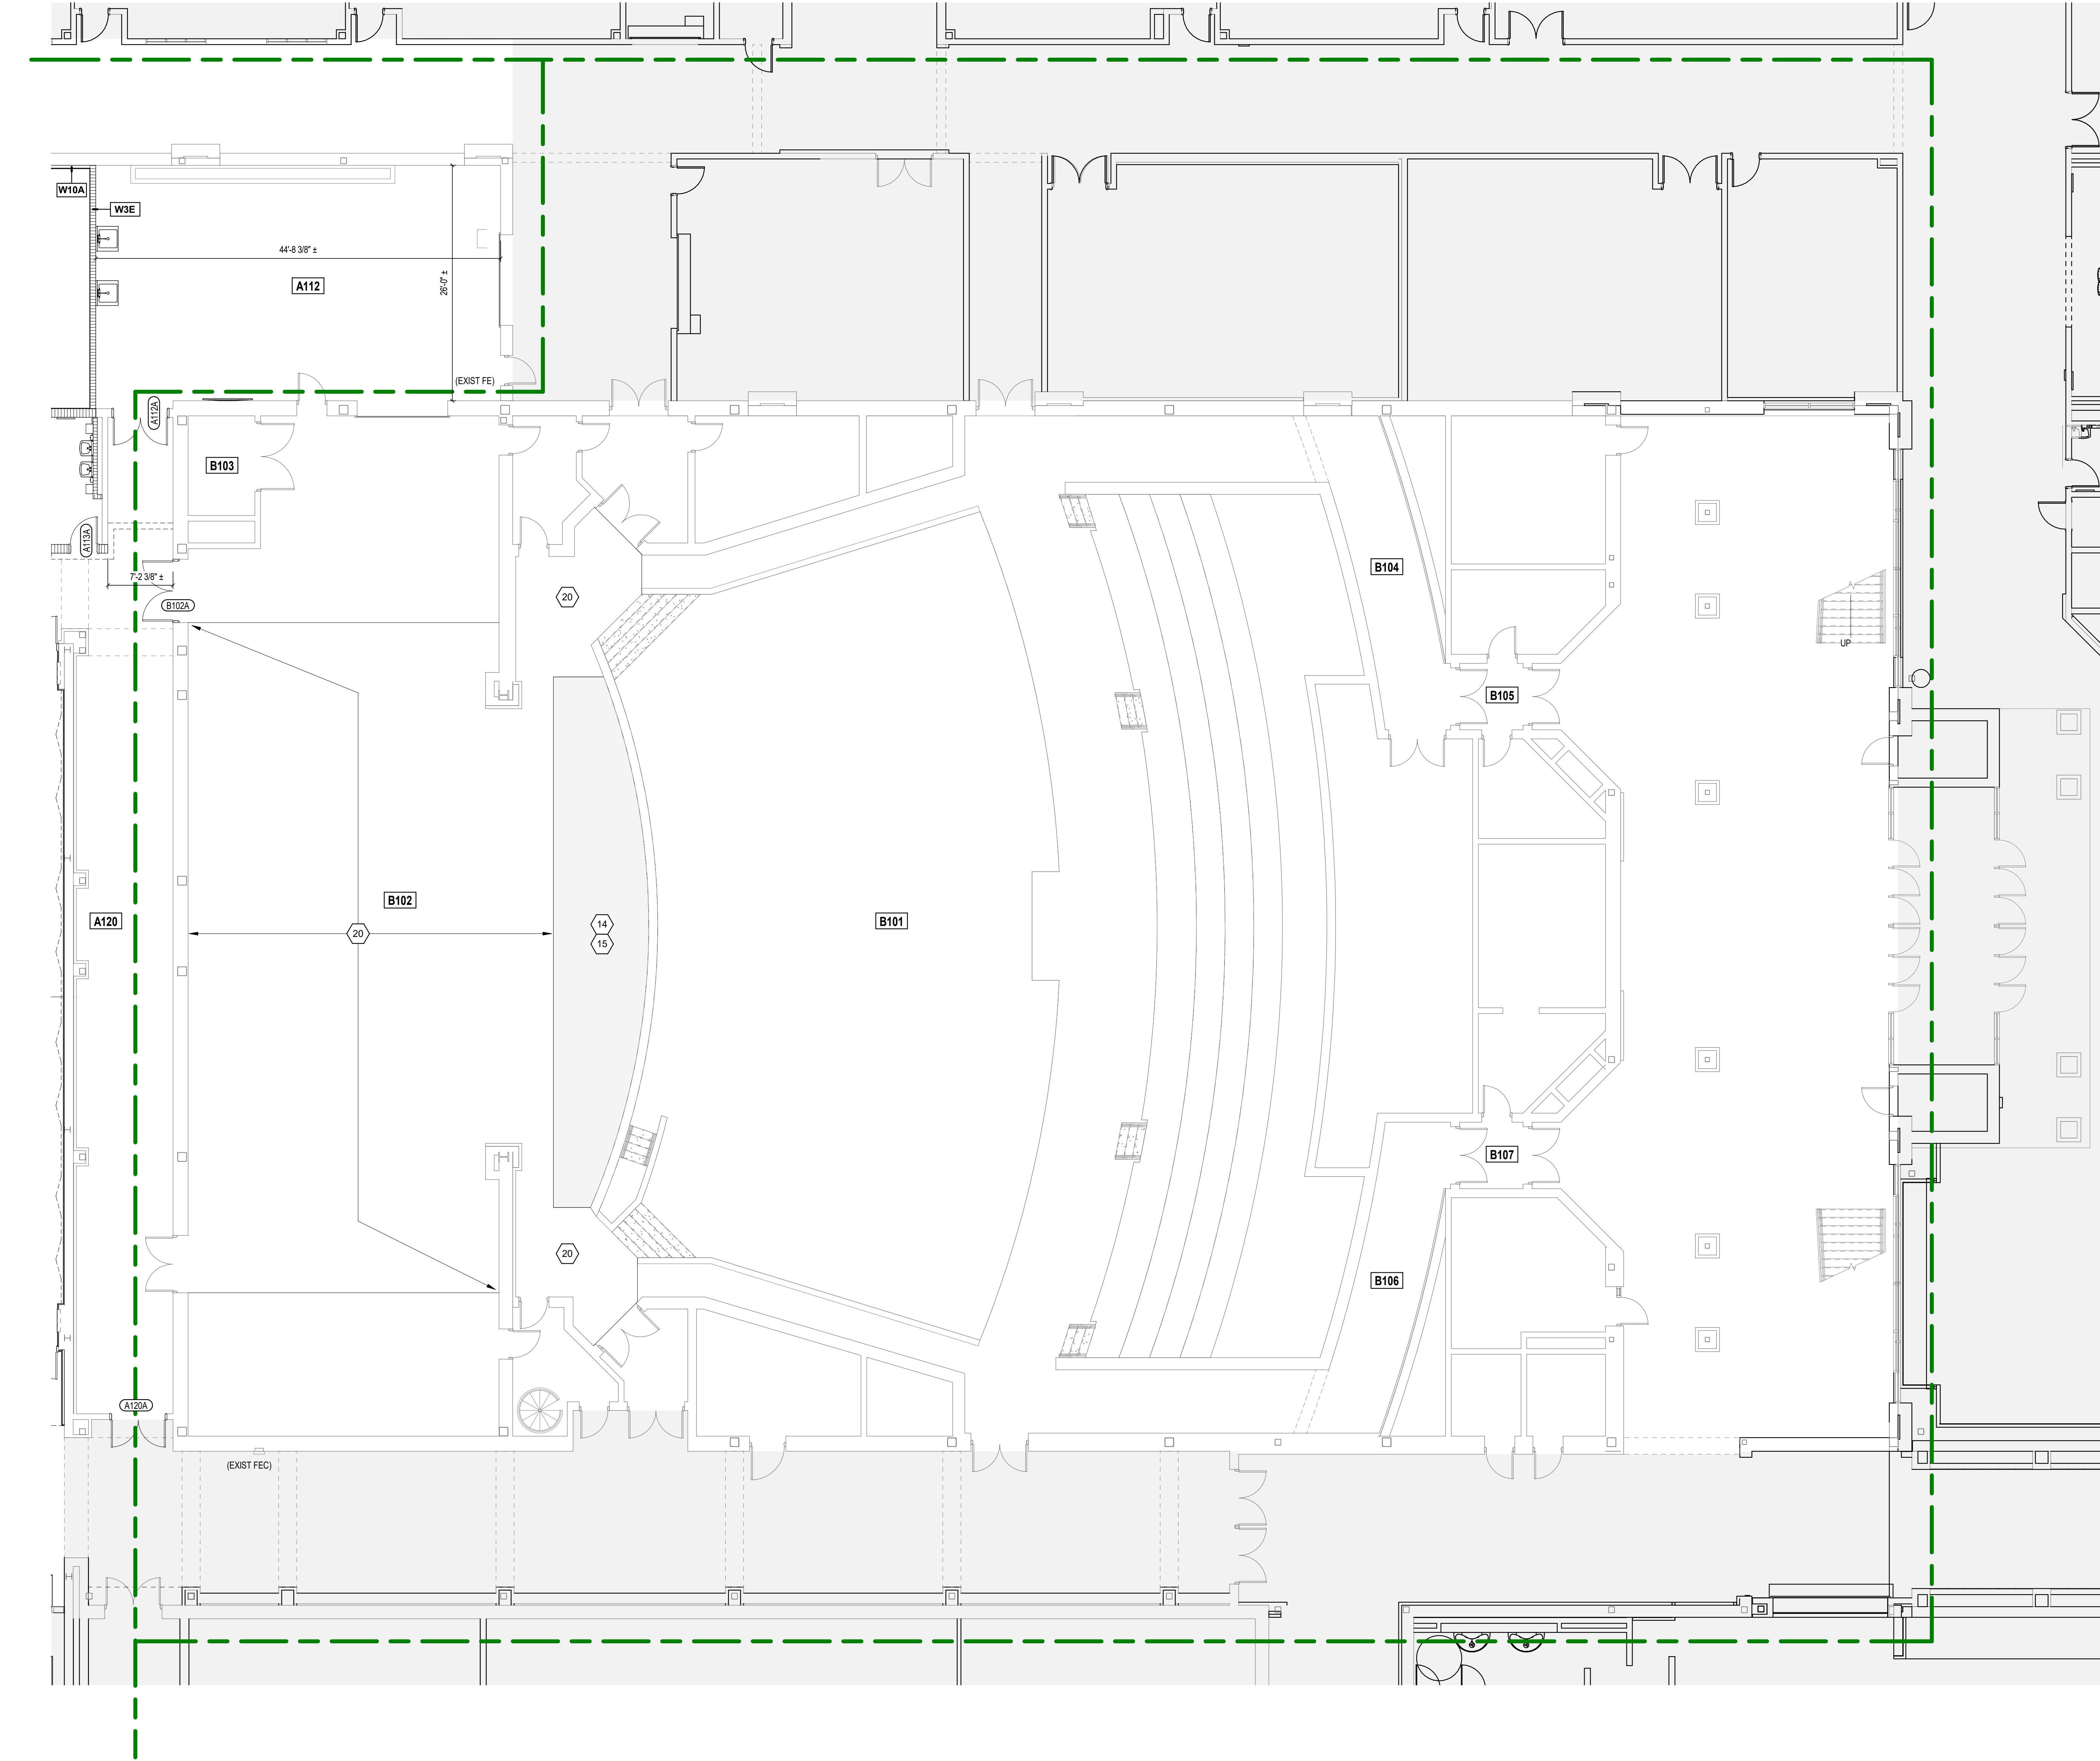 W10A
W3E
44'-8 3/8" ±
26'-0" ±
A112
(EXIST FE)
A112A
B103
A113A
7'-2 3/8" ±
B102A
20
B104
UP
B105
B102
A120
20
14
15
B101
B107
20
B106
A120A
(EXIST FEC)